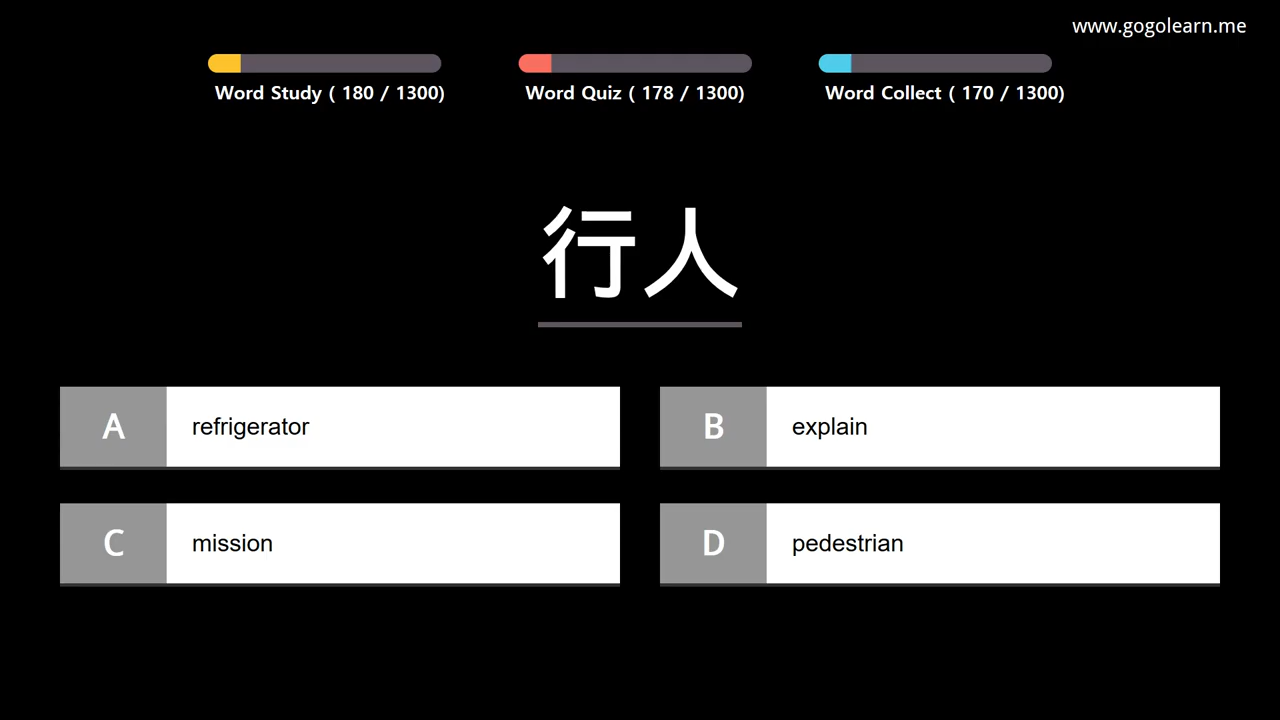 www.gogolearn.me
Word Study ( 180 / 1300)
Word Quiz ( 178 / 1300)
Word Collect ( 170 / 1300)
行人
A refrigerator
B explain
C mission
D pedestrian